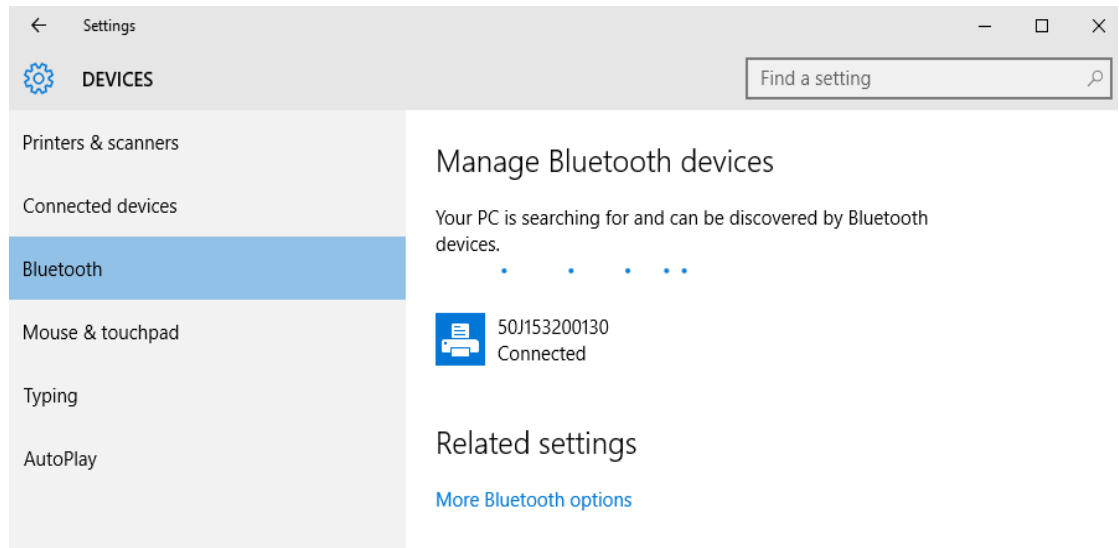 Settings
DEVICES
Find a setting
Printers & scanners
Connected devices
Bluetooth
Mouse & touchpad
Typing
AutoPlay
Manage Bluetooth devices
Your PC is searching for and can be discovered by Bluetooth
devices.
50J153200130
Connected
Related settings
More Bluetooth options